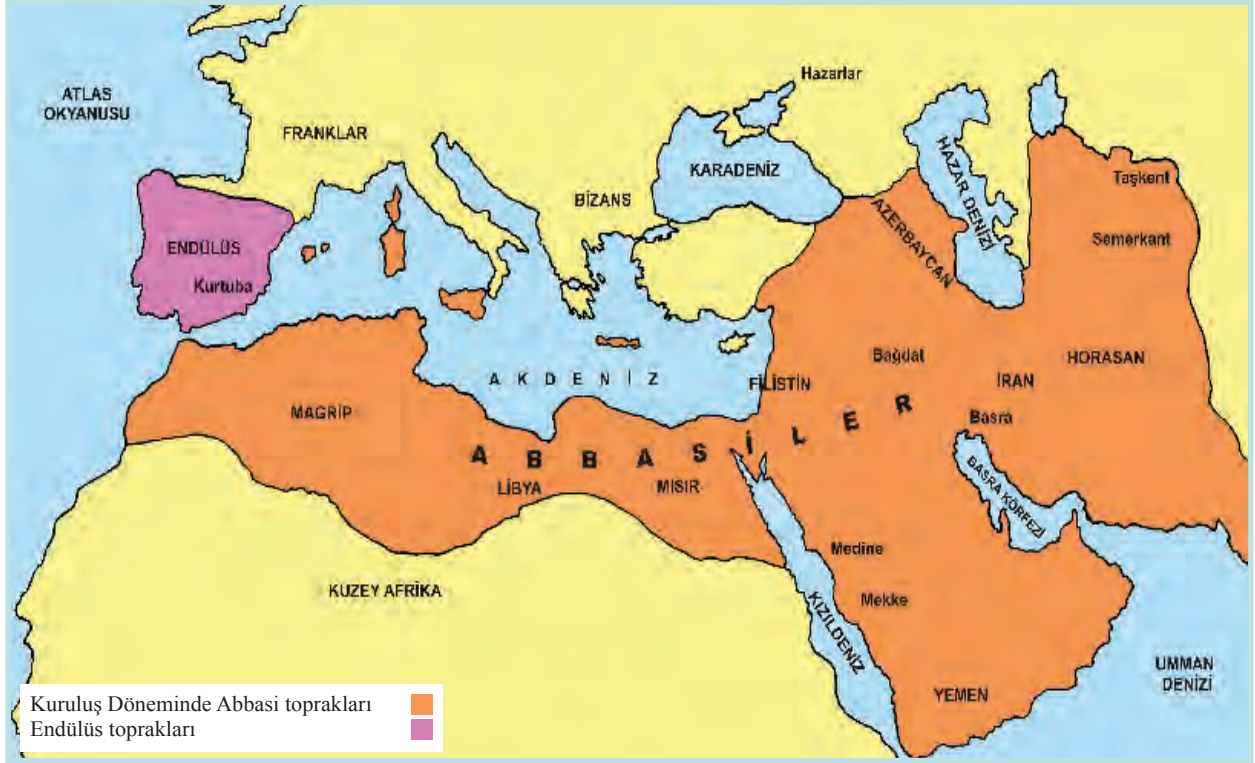 Hazarlar
ATLAS
OKYANUSU
FRANKLAR
KARADENİZ
HAZAR DENİZİ
Taşkent
BİZANS
AZERBAYCAN
Semerkant
ENDÜLÜS
Kurtuba
Bağdat
HORASAN
AKDENİZ
FİLİSTİN
İRAN
MAGRİP
Basra
ABBASİLER
LİBYA
MISIR
BASRA KÖRFEZİ
Medine
KUZEY AFRİKA
Mekke
KIZILDENİZ
UMMAN
DENİZİ
YEMEN
Kuruluş Döneminde Abbasi toprakları
Endülüs toprakları